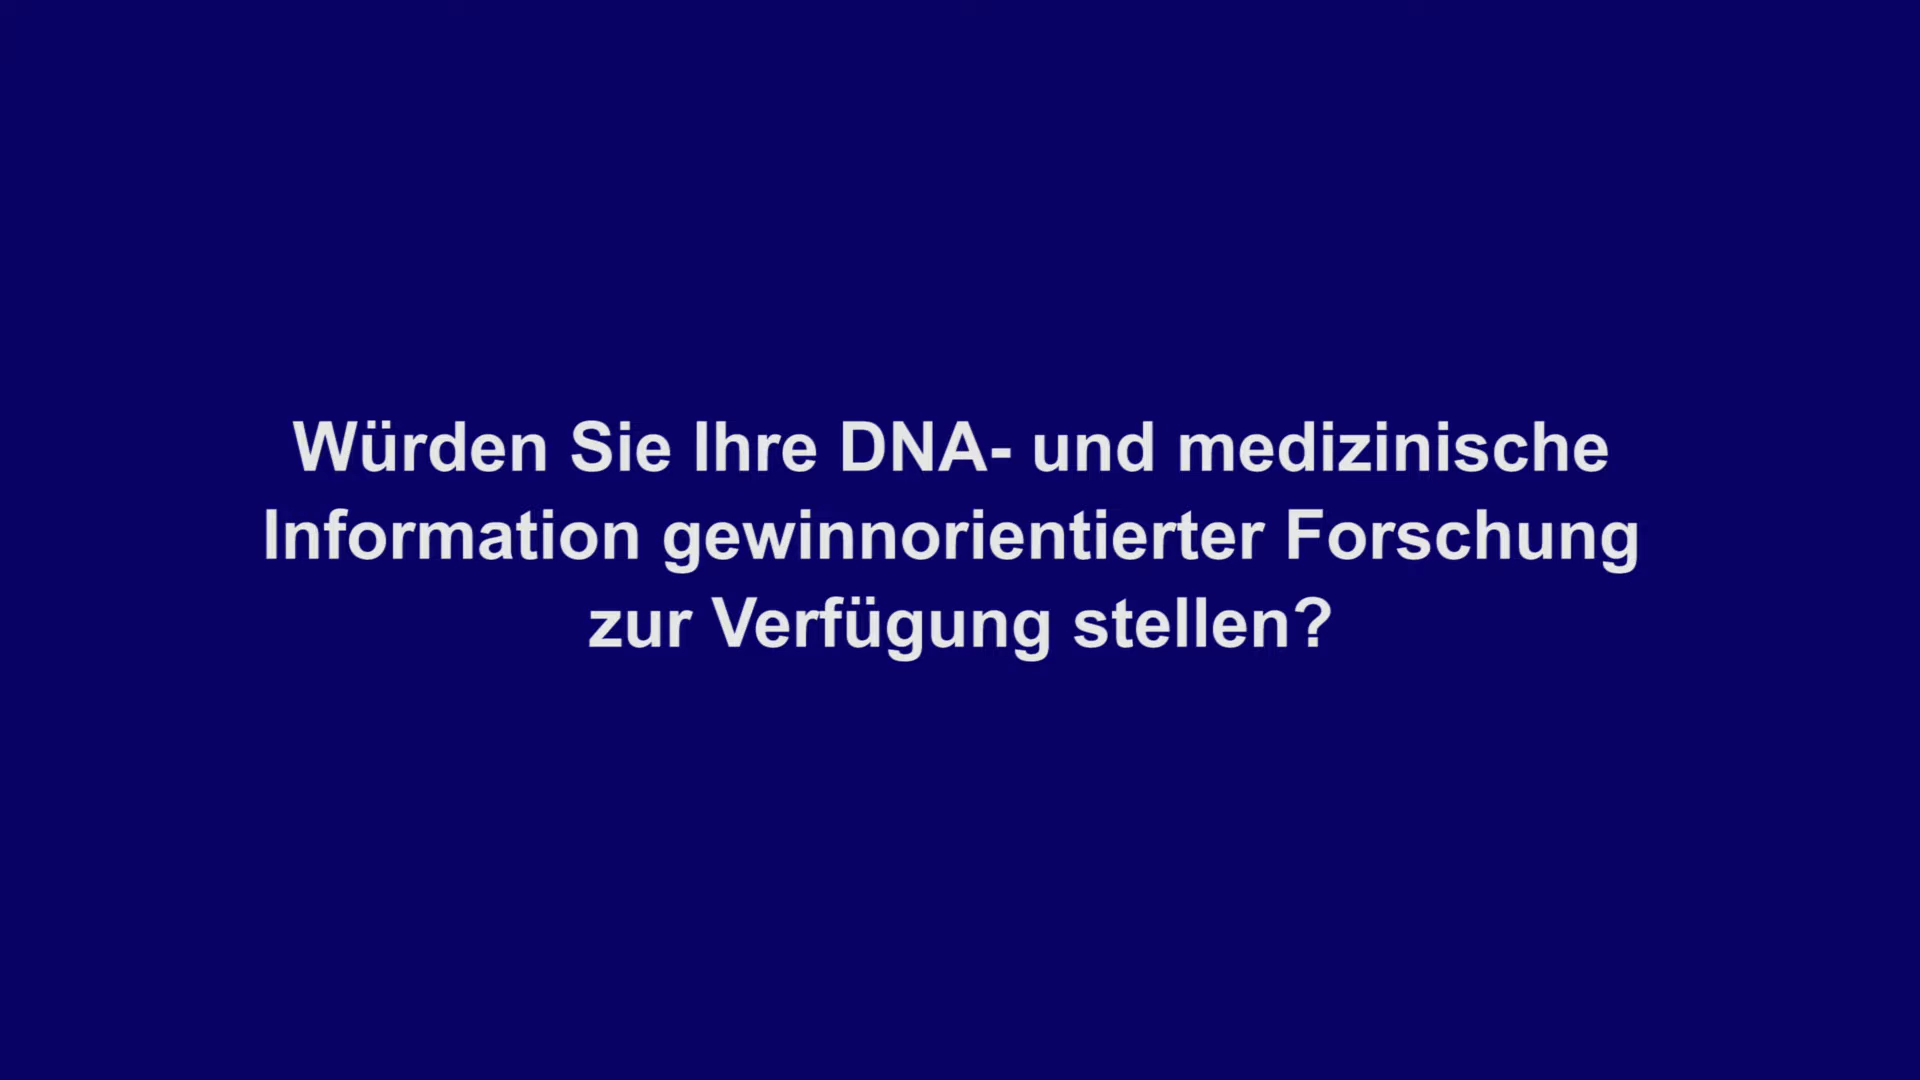 Würden Sie Ihre DNA- und medizinische
Information gewinnorientierter Forschung
zur Verfügung stellen?